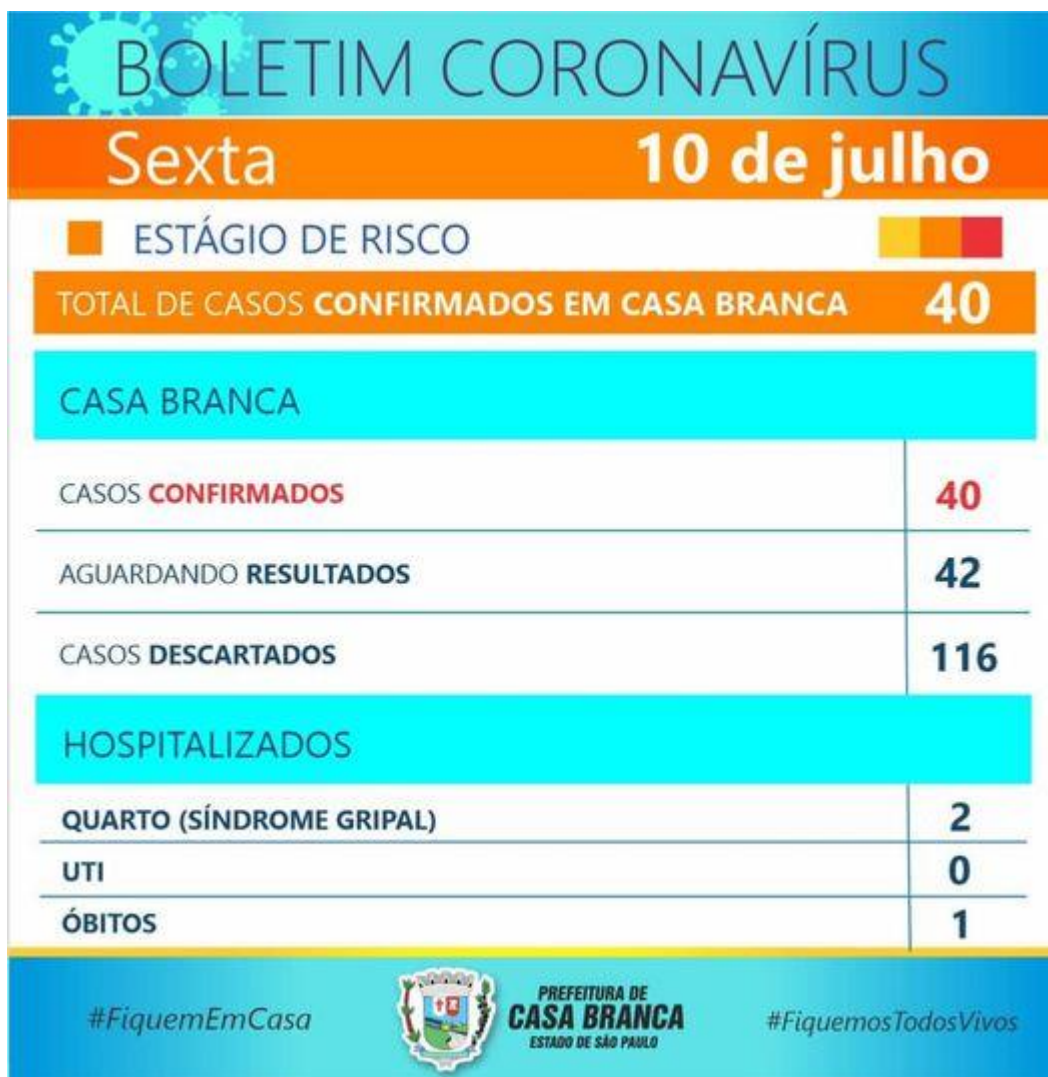 BOLETIM CORONAVÍRUS
Sexta 10 de julho
ESTÁGIO DE RISCO
TOTAL DE CASOS CONFIRMADOS EM CASA BRANCA 40
CASA BRANCA
CASOS CONFIRMADOS 40
AGUARDANDO RESULTADOS 42
CASOS DESCARTADOS 116
HOSPITALIZADOS
QUARTO (SÍNDROME GRIPAL) 2
UTI 0
ÓBITOS 1
#FiquemEmCasa
PREFEITURA DE
CASA BRANCA
ESTADO DE SÃO PAULO
#FiquemosTodosVivos